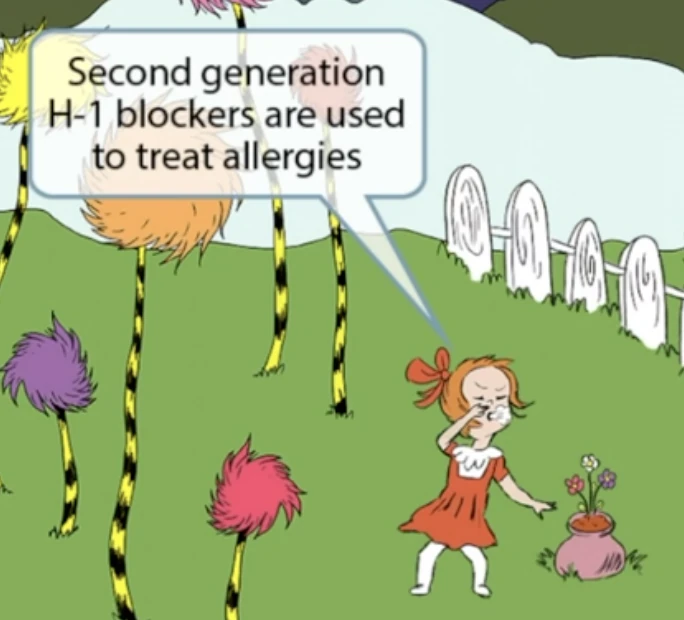 Second generation
H-1 blockers are used
to treat allergies